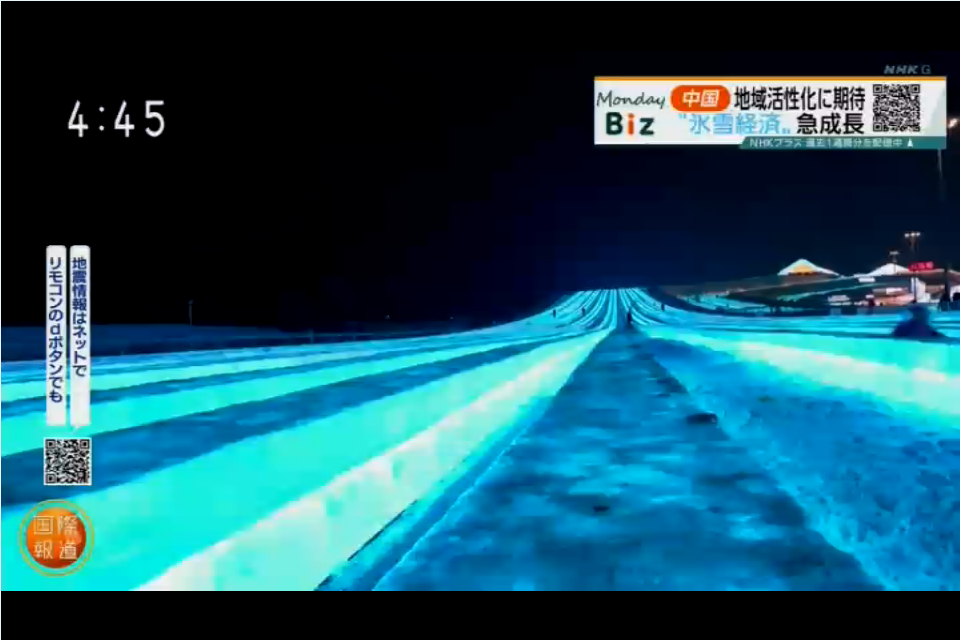 NHK G
4:45
Monday Biz
中国 地域活性化に期待
"氷雪経済" 急成長
NHKプラス 過去1週間分を配信中
地震情報はネットで
リモコンのdボタンでも
国際
報道